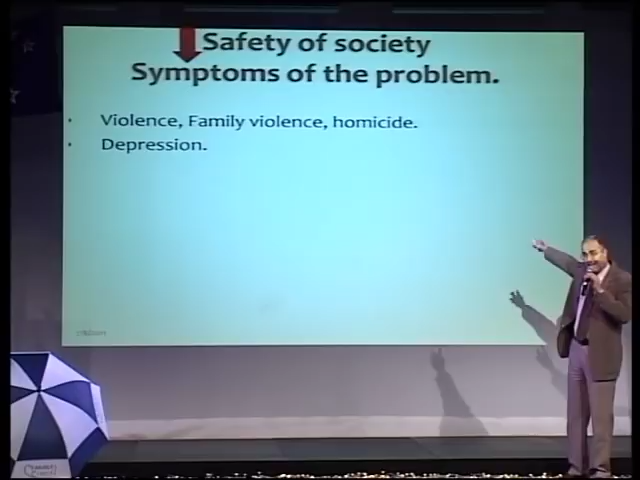 Safety of society
Symptoms of the problem.
• Violence, Family violence, homicide.
• Depression.